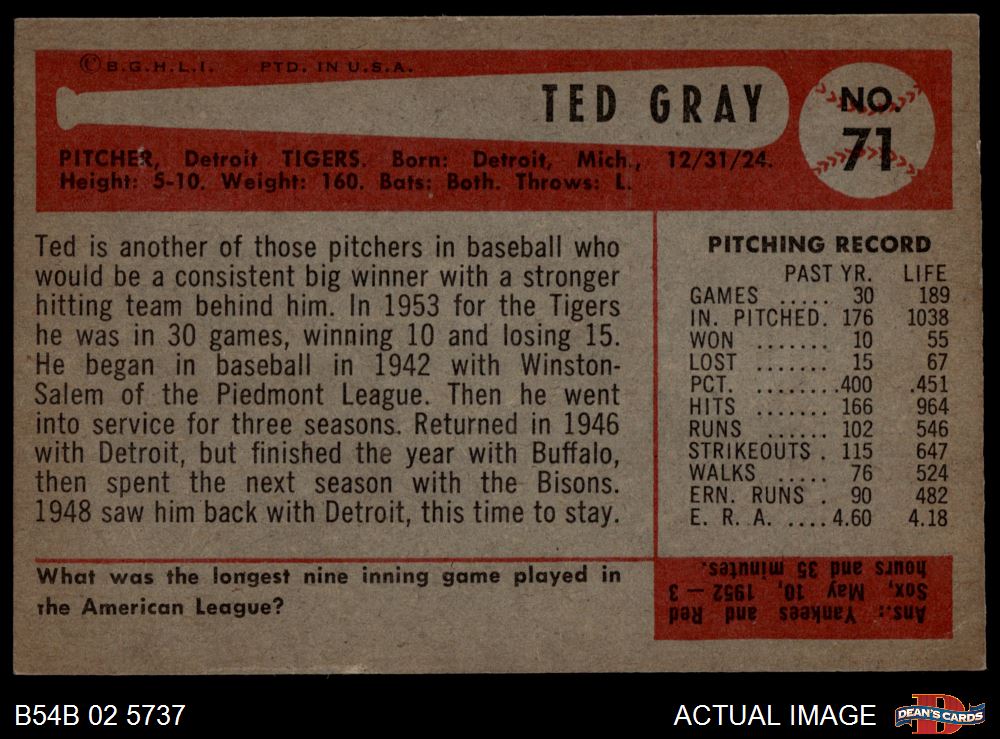 © B.G.H.L.I. PTD. IN U.S.A.
TED GRAY
NO.
71
PITCHER, Detroit TIGERS. Born: Detroit, Mich., 12/31/24.
Height: 5-10. Weight: 160. Bats: Both. Throws: L.
Ted is another of those pitchers in baseball who
would be a consistent big winner with a stronger
hitting team behind him. In 1953 for the Tigers
he was in 30 games, winning 10 and losing 15.
He began in baseball in 1942 with Winston-
Salem of the Piedmont League. Then he went
into service for three seasons. Returned in 1946
with Detroit, but finished the year with Buffalo,
then spent the next season with the Bisons.
1948 saw him back with Detroit, this time to stay.
PITCHING RECORD
PAST YR. LIFE
GAMES ..... 30 189
IN. PITCHED. 176 1038
WON ....... 10 55
LOST ....... 15 67
PCT. ........400 .451
HITS ....... 166 964
RUNS ...... 102 546
STRIKEOUTS . 115 647
WALKS ..... 76 524
ERN. RUNS . 90 482
E. R. A. .... 4.60 4.18
What was the longest nine inning game played in
the American League?
Ans.: Yankees and Red
Sox, May 10, 1952 — 3
hours and 35 minutes.
B54B 02 5737
ACTUAL IMAGE
DEAN'S CARDS